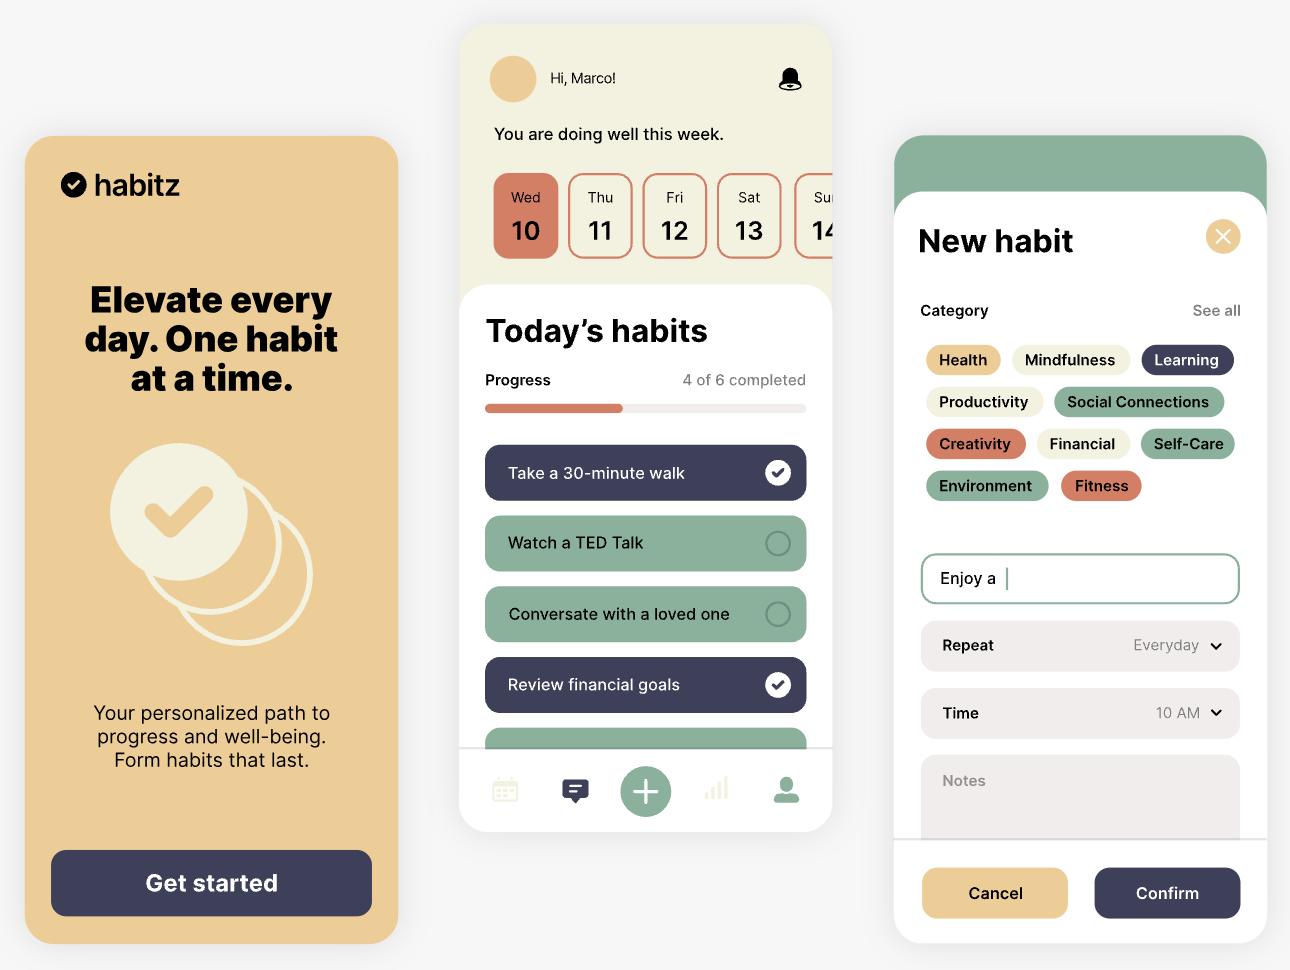 habitz
Elevate every
day. One habit
at a time.
Your personalized path to
progress and well-being.
Form habits that last.
Get started
Hi, Marco!
You are doing well this week.
Wed Thu Fri Sat Sun
10 11 12 13 14
Today’s habits
Progress 4 of 6 completed
Take a 30-minute walk
Watch a TED Talk
Conversate with a loved one
Review financial goals
New habit
Category See all
Health Mindfulness Learning
Productivity Social Connections
Creativity Financial Self-Care
Environment Fitness
Enjoy a
Repeat Everyday
Time 10 AM
Notes
Cancel Confirm